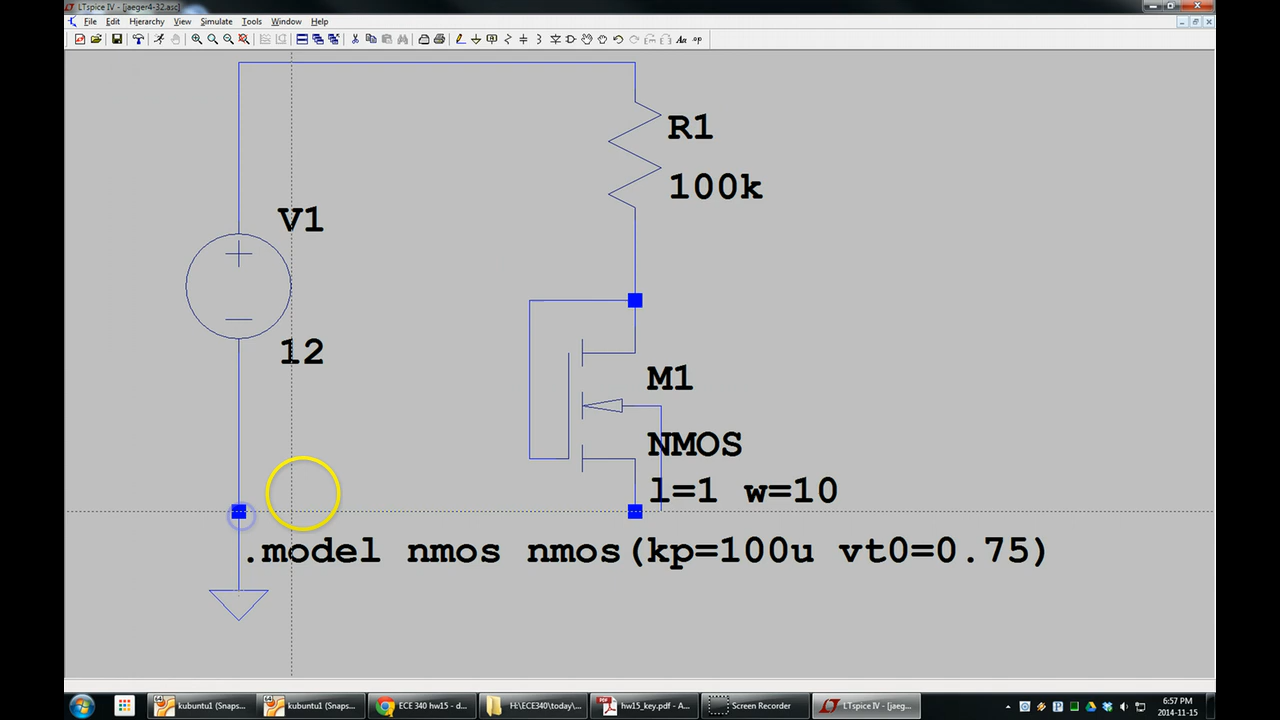 LTspice IV - [jaeger4-32.asc]
File Edit Hierarchy View Simulate Tools Window Help
R1
100k
V1
12
M1
NMOS
l=1 w=10
.model nmos nmos(kp=100u vt0=0.75)
kubuntu1 (Snaps...
kubuntu1 (Snaps...
ECE 340 hw15 - d...
H:\ECE340\today\...
hw15_key.pdf - A...
Screen Recorder
LTspice IV - [jaeg...
6:57 PM
2014-11-15